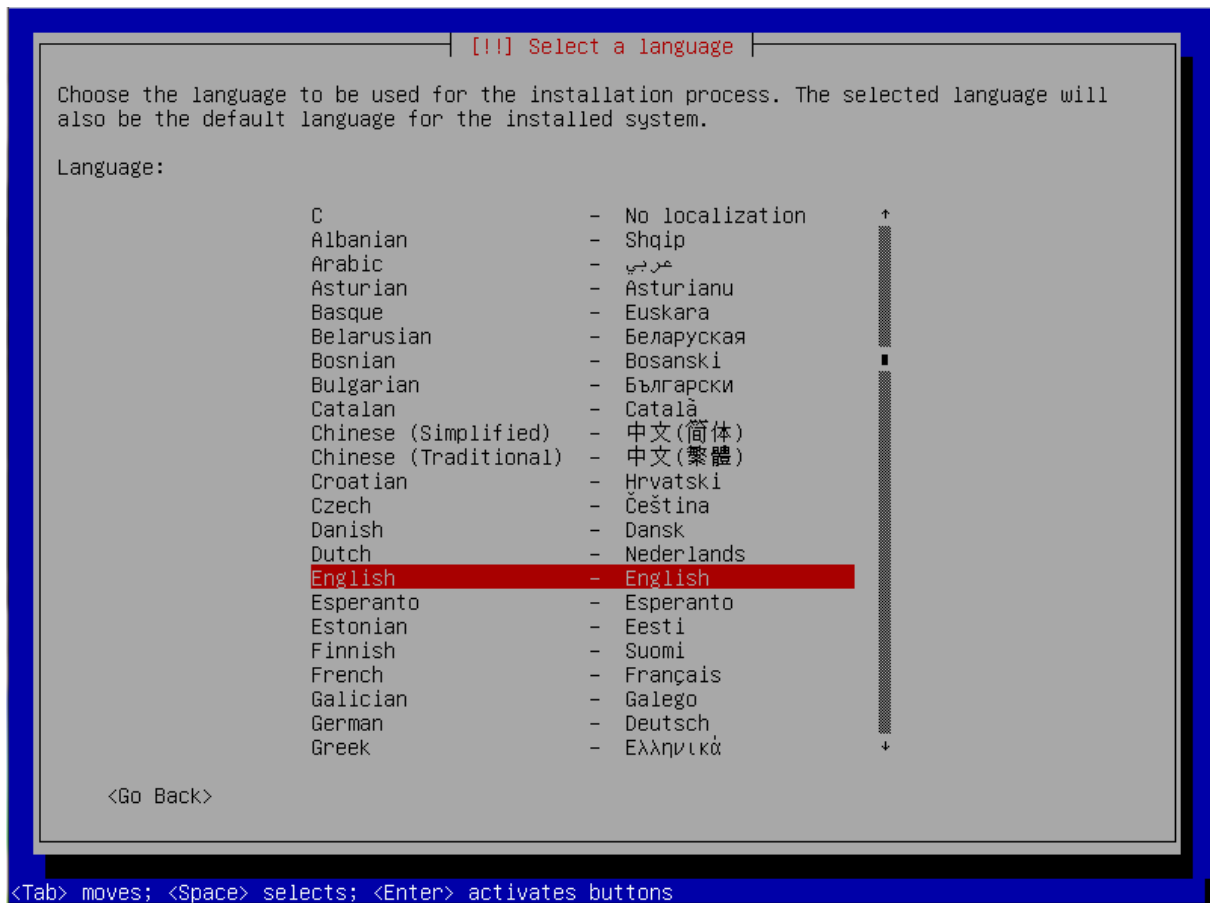 [!!] Select a language
Choose the language to be used for the installation process. The selected language will
also be the default language for the installed system.
Language:
C - No localization
Albanian - Shqip
Arabic - عربي
Asturian - Asturianu
Basque - Euskara
Belarusian - Беларуская
Bosnian - Bosanski
Bulgarian - Български
Catalan - Català
Chinese (Simplified) - 中文(简体)
Chinese (Traditional) - 中文(繁體)
Croatian - Hrvatski
Czech - Čeština
Danish - Dansk
Dutch - Nederlands
English - English
Esperanto - Esperanto
Estonian - Eesti
Finnish - Suomi
French - Français
Galician - Galego
German - Deutsch
Greek - Ελληνικά
<Go Back>
<Tab> moves; <Space> selects; <Enter> activates buttons